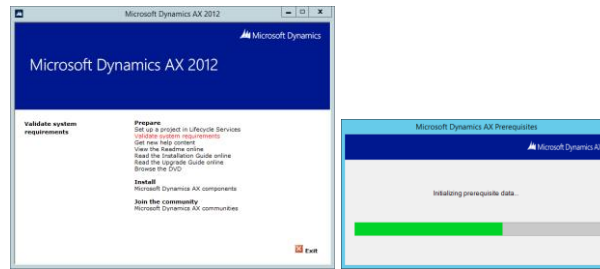 Microsoft Dynamics AX 2012
Microsoft Dynamics
Microsoft Dynamics AX 2012
Validate system
requirements
Prepare
Set up a project in Lifecycle Services
Validate system requirements
Get new help content
View the Readme online
Read the Installation Guide online
Read the Upgrade Guide online
Browse the DVD
Install
Microsoft Dynamics AX components
Join the community
Microsoft Dynamics AX communities
Exit
Microsoft Dynamics AX Prerequisites
Microsoft Dynamics AX
Initializing prerequisite data...